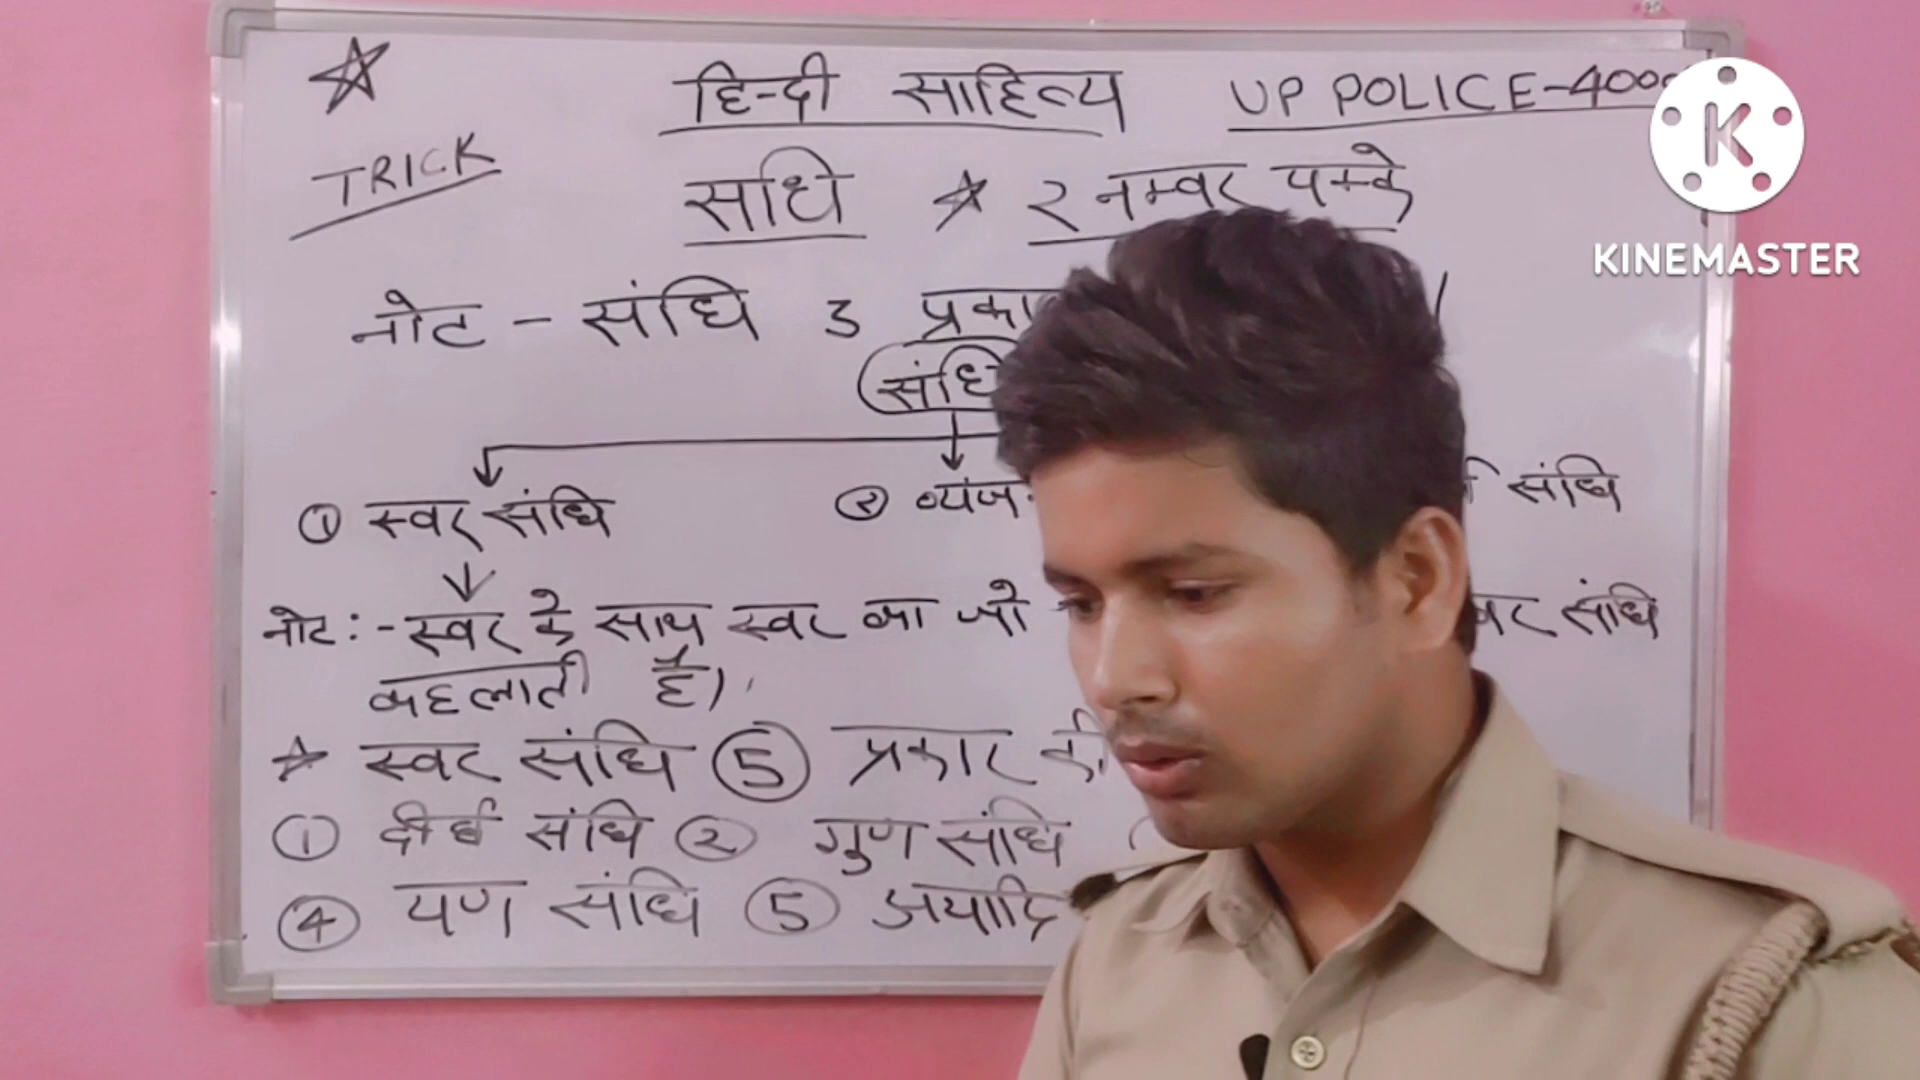 हिन्दी साहित्य UP POLICE-400
TRICK
संधि २ नम्बर पक्के
नोट - संधि 3 प्रका
संधि
① स्वर संधि ② व्यंज संधि
नोट :- स्वर के साथ स्वर का जो स्वर संधि
कहलाती है।
स्वर संधि ⑤ प्रकार की
① दीर्घ संधि ② गुण संधि
④ यण संधि ⑤ अयादि
K
KINEMASTER